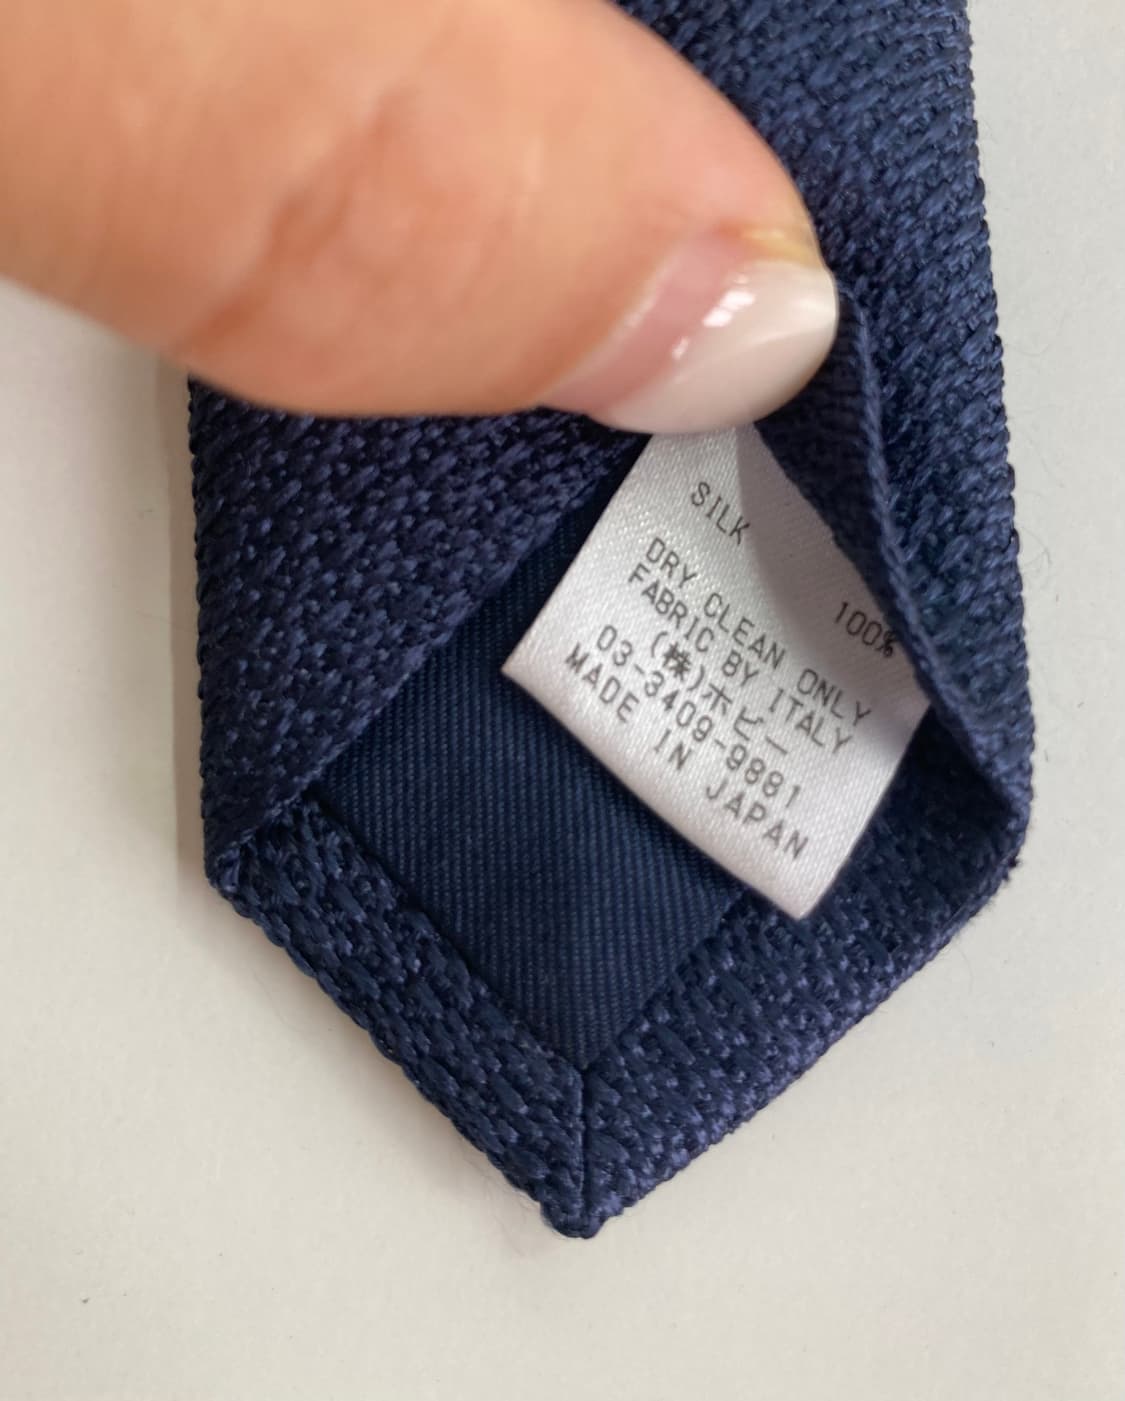 SILK 100%
DRY CLEAN ONLY
FABRIC BY ITALY
(株)ホビー
03-3409-9881
MADE IN JAPAN